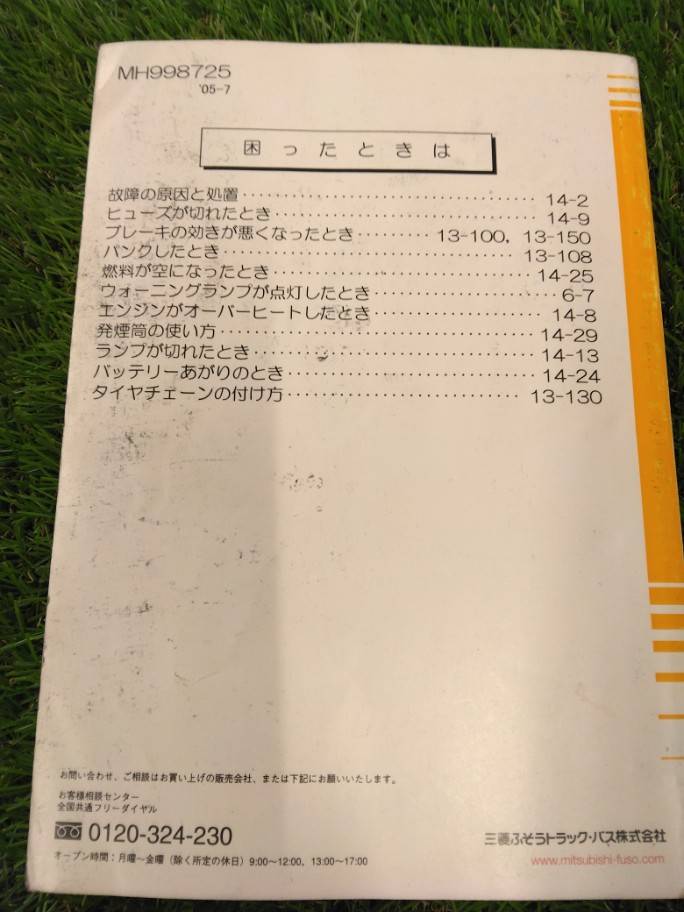 MH998725
'05-7
困ったときは
故障の原因と処置 14-2
ヒューズが切れたとき 14-9
ブレーキの効きが悪くなったとき 13-100, 13-150
パンクしたとき 13-108
燃料が空になったとき 14-25
ウォーニングランプが点灯したとき 6-7
エンジンがオーバーヒートしたとき 14-8
発煙筒の使い方 14-29
ランプが切れたとき 14-13
バッテリーあがりのとき 14-24
タイヤチェーンの付け方 13-130
お問い合わせ、ご相談はお買い上げの販売会社、または下記にお願いいたします。
お客様相談センター
全国共通フリーダイヤル
0120-324-230
オープン時間：月曜～金曜（除く所定の休日）9:00～12:00, 13:00～17:00
三菱ふそうトラック・バス株式会社
www.mitsubishi-fuso.com